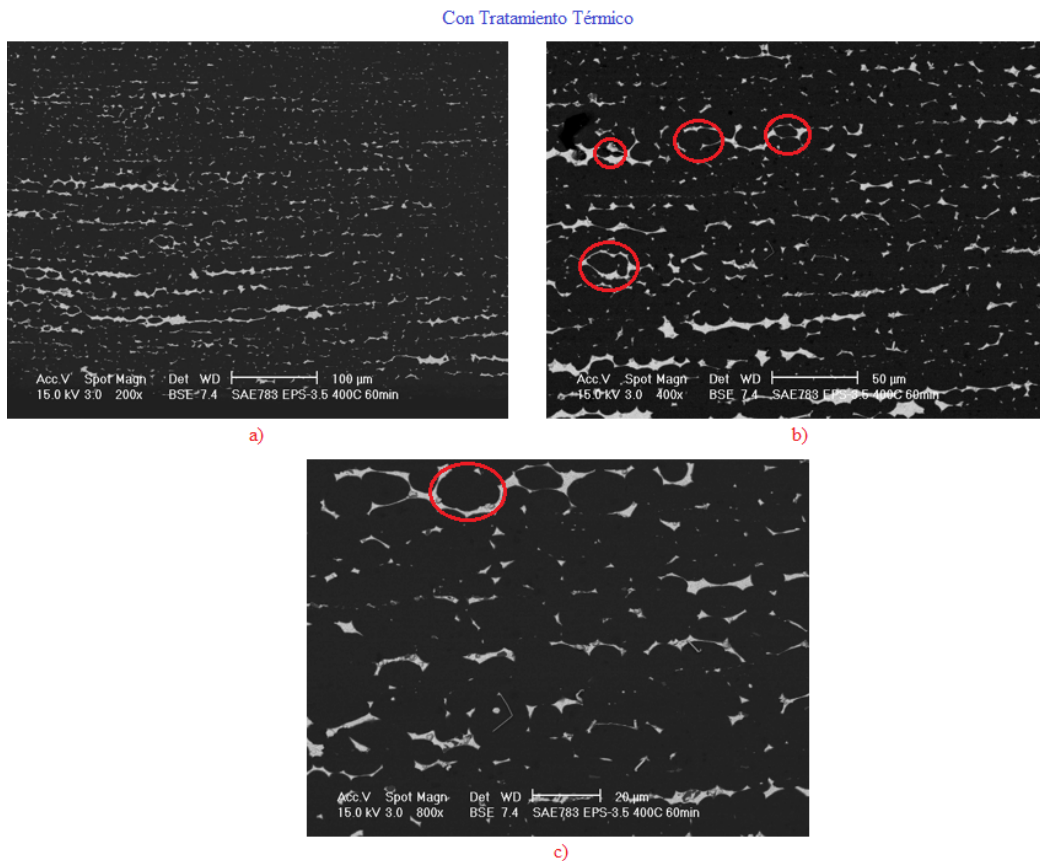 Con Tratamiento Térmico
Acc.V Spot Magn Det WD 100 µm
15.0 kV 3.0 200x BSE 7.4 SAE783 EPS-3.5 400C 60min
a)
Acc.V Spot Magn Det WD 50 µm
15.0 kV 3.0 400x BSE 7.4 SAE783 EPS-3.5 400C 60min
b)
Acc.V Spot Magn Det WD 20 µm
15.0 kV 3.0 800x BSE 7.4 SAE783 EPS-3.5 400C 60min
c)